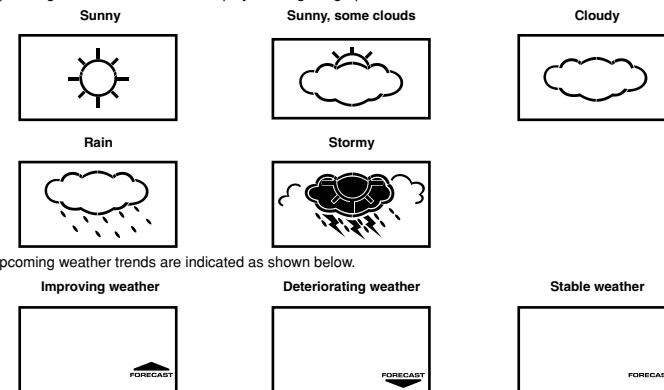 Sunny Sunny, some clouds Cloudy
Rain Stormy
pcoming weather trends are indicated as shown below.
Improving weather Deteriorating weather Stable weather
FORECAST FORECAST FORECAS